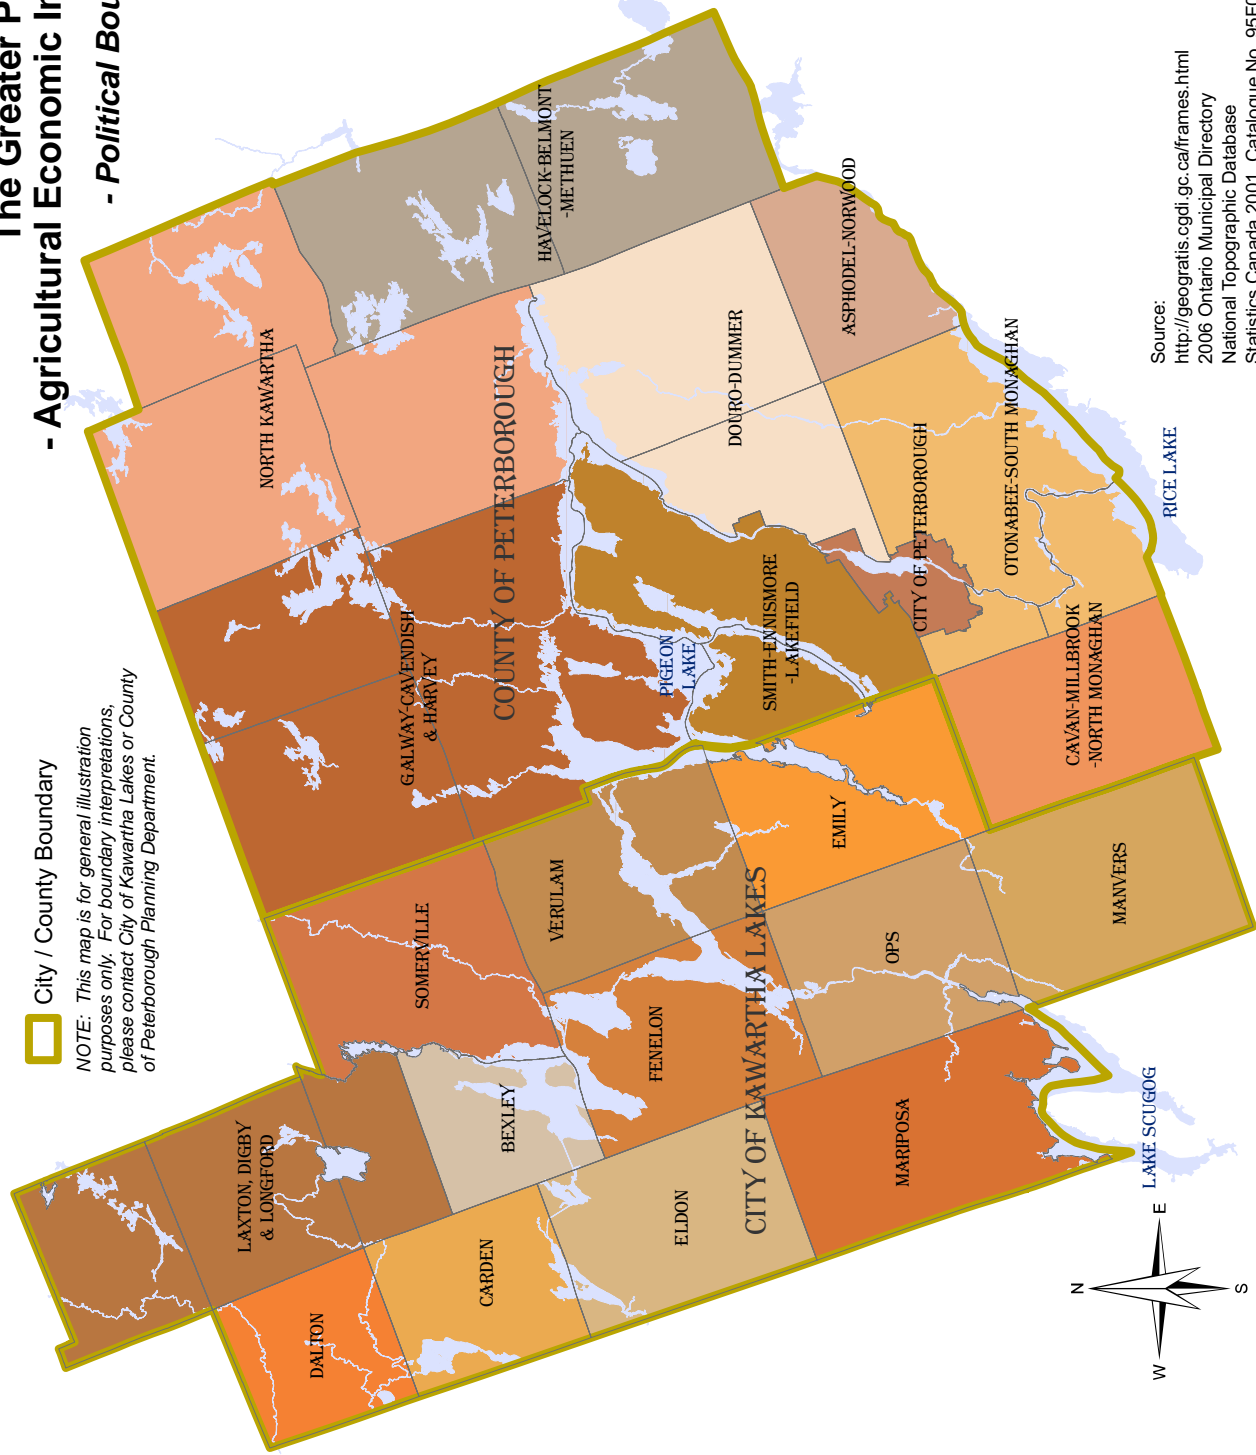 The Greater P
- Agricultural Economic
- Political Bou
City / County Boundary
NOTE: This map is for general illustration
purposes only. For boundary interpretations,
please contact City of Kawartha Lakes or County
of Peterborough Planning Department.
NORTH KAWARTHA
HAVELOCK-BELMONT
-METHUEN
GALWAY-CAVENDISH
& HARVEY
COUNTY OF PETERBOROUGH
DOURO-DUMMER
ASPHODEL-NORWOOD
PIGEON
LAKE
SMITH-ENNISMORE
-LAKEFIELD
CITY OF PETERBOROUGH
OTONABEE-SOUTH MONAGHAN
RICE LAKE
CAVAN-MILLBROOK
-NORTH MONAGHAN
LAXTON, DIGBY
& LONGFORD
DALTON
CARDEN
SOMERVILLE
BEXLEY
VERULAM
FENELON
ELDON
CITY OF KAWARTHA LAKES
EMILY
OPS
MARIPOSA
MANVERS
LAKE SCUGOG
N
W
E
S
Source:
http://geogratis.cgdi.gc.ca/frames.html
2006 Ontario Municipal Directory
National Topographic Database
Statistics Canada 2001, Catalogue No.